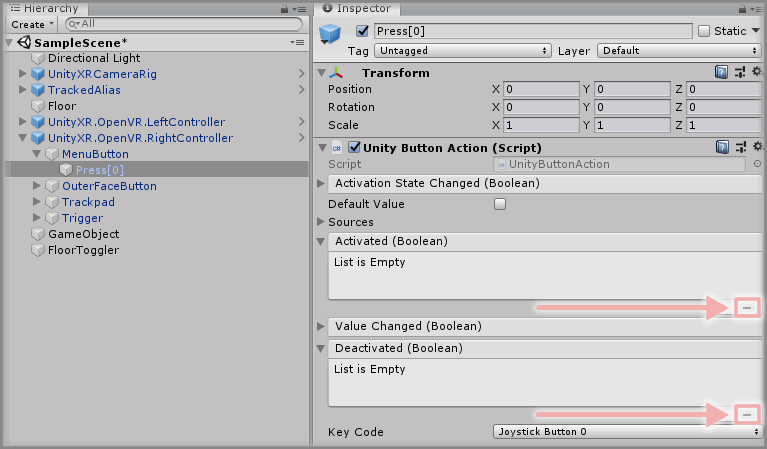 Hierarchy
Create
All
SampleScene*
Directional Light
UnityXRCameraRig
TrackedAlias
Floor
UnityXR.OpenVR.LeftController
UnityXR.OpenVR.RightController
MenuButton
Press[0]
OuterFaceButton
Trackpad
Trigger
GameObject
FloorToggler
Inspector
Press[0] Static
Tag Untagged Layer Default
Transform
Position X 0 Y 0 Z 0
Rotation X 0 Y 0 Z 0
Scale X 1 Y 1 Z 1
Unity Button Action (Script)
Script UnityButtonAction
Activation State Changed (Boolean)
Default Value
Sources
Activated (Boolean)
List is Empty
Value Changed (Boolean)
Deactivated (Boolean)
List is Empty
Key Code Joystick Button 0